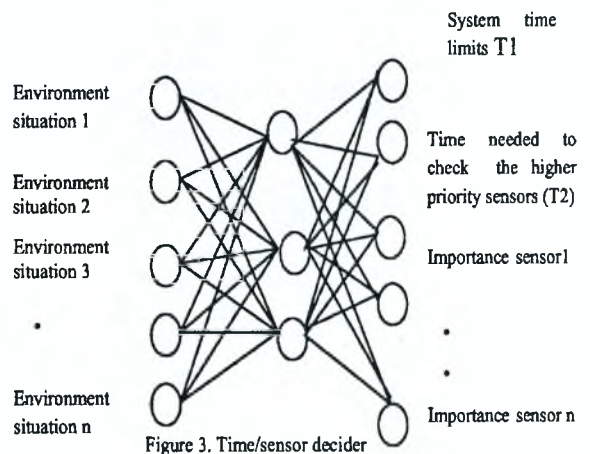 System time
limits T1
Environment
situation 1
Time needed to
check the higher
priority sensors (T2)
Environment
situation 2
Environment
situation 3
Importance sensor1
Environment
situation n
Importance sensor n
Figure 3. Time/sensor decider